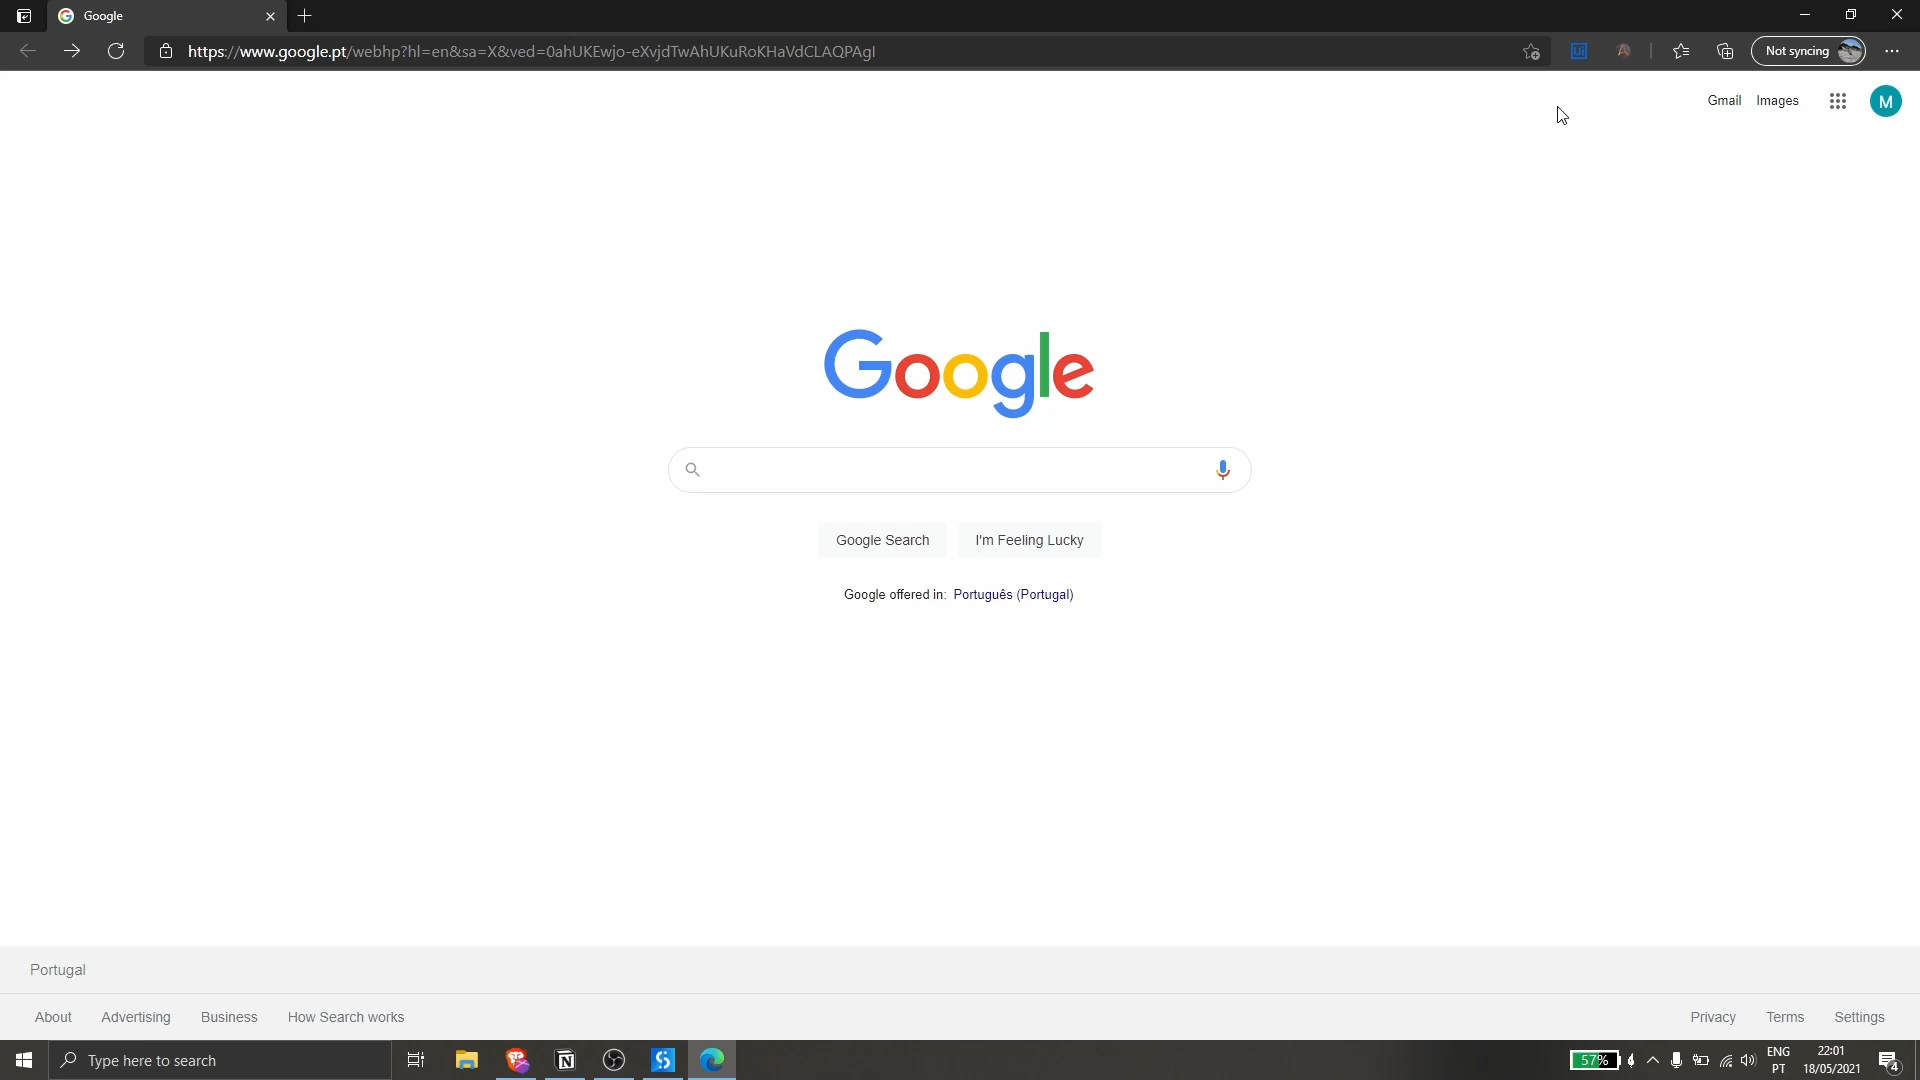 Google
https://www.google.pt/webhp?hl=en&sa=X&ved=0ahUKEwjo-eXvjdTwAhUKuRoKHaVdCLAQPAgI
Not syncing
Gmail Images
M
Google
Google Search I'm Feeling Lucky
Google offered in: Português (Portugal)
Portugal
About Advertising Business How Search works Privacy Terms Settings
Type here to search
57%
ENG
PT
22:01
18/05/2021
4